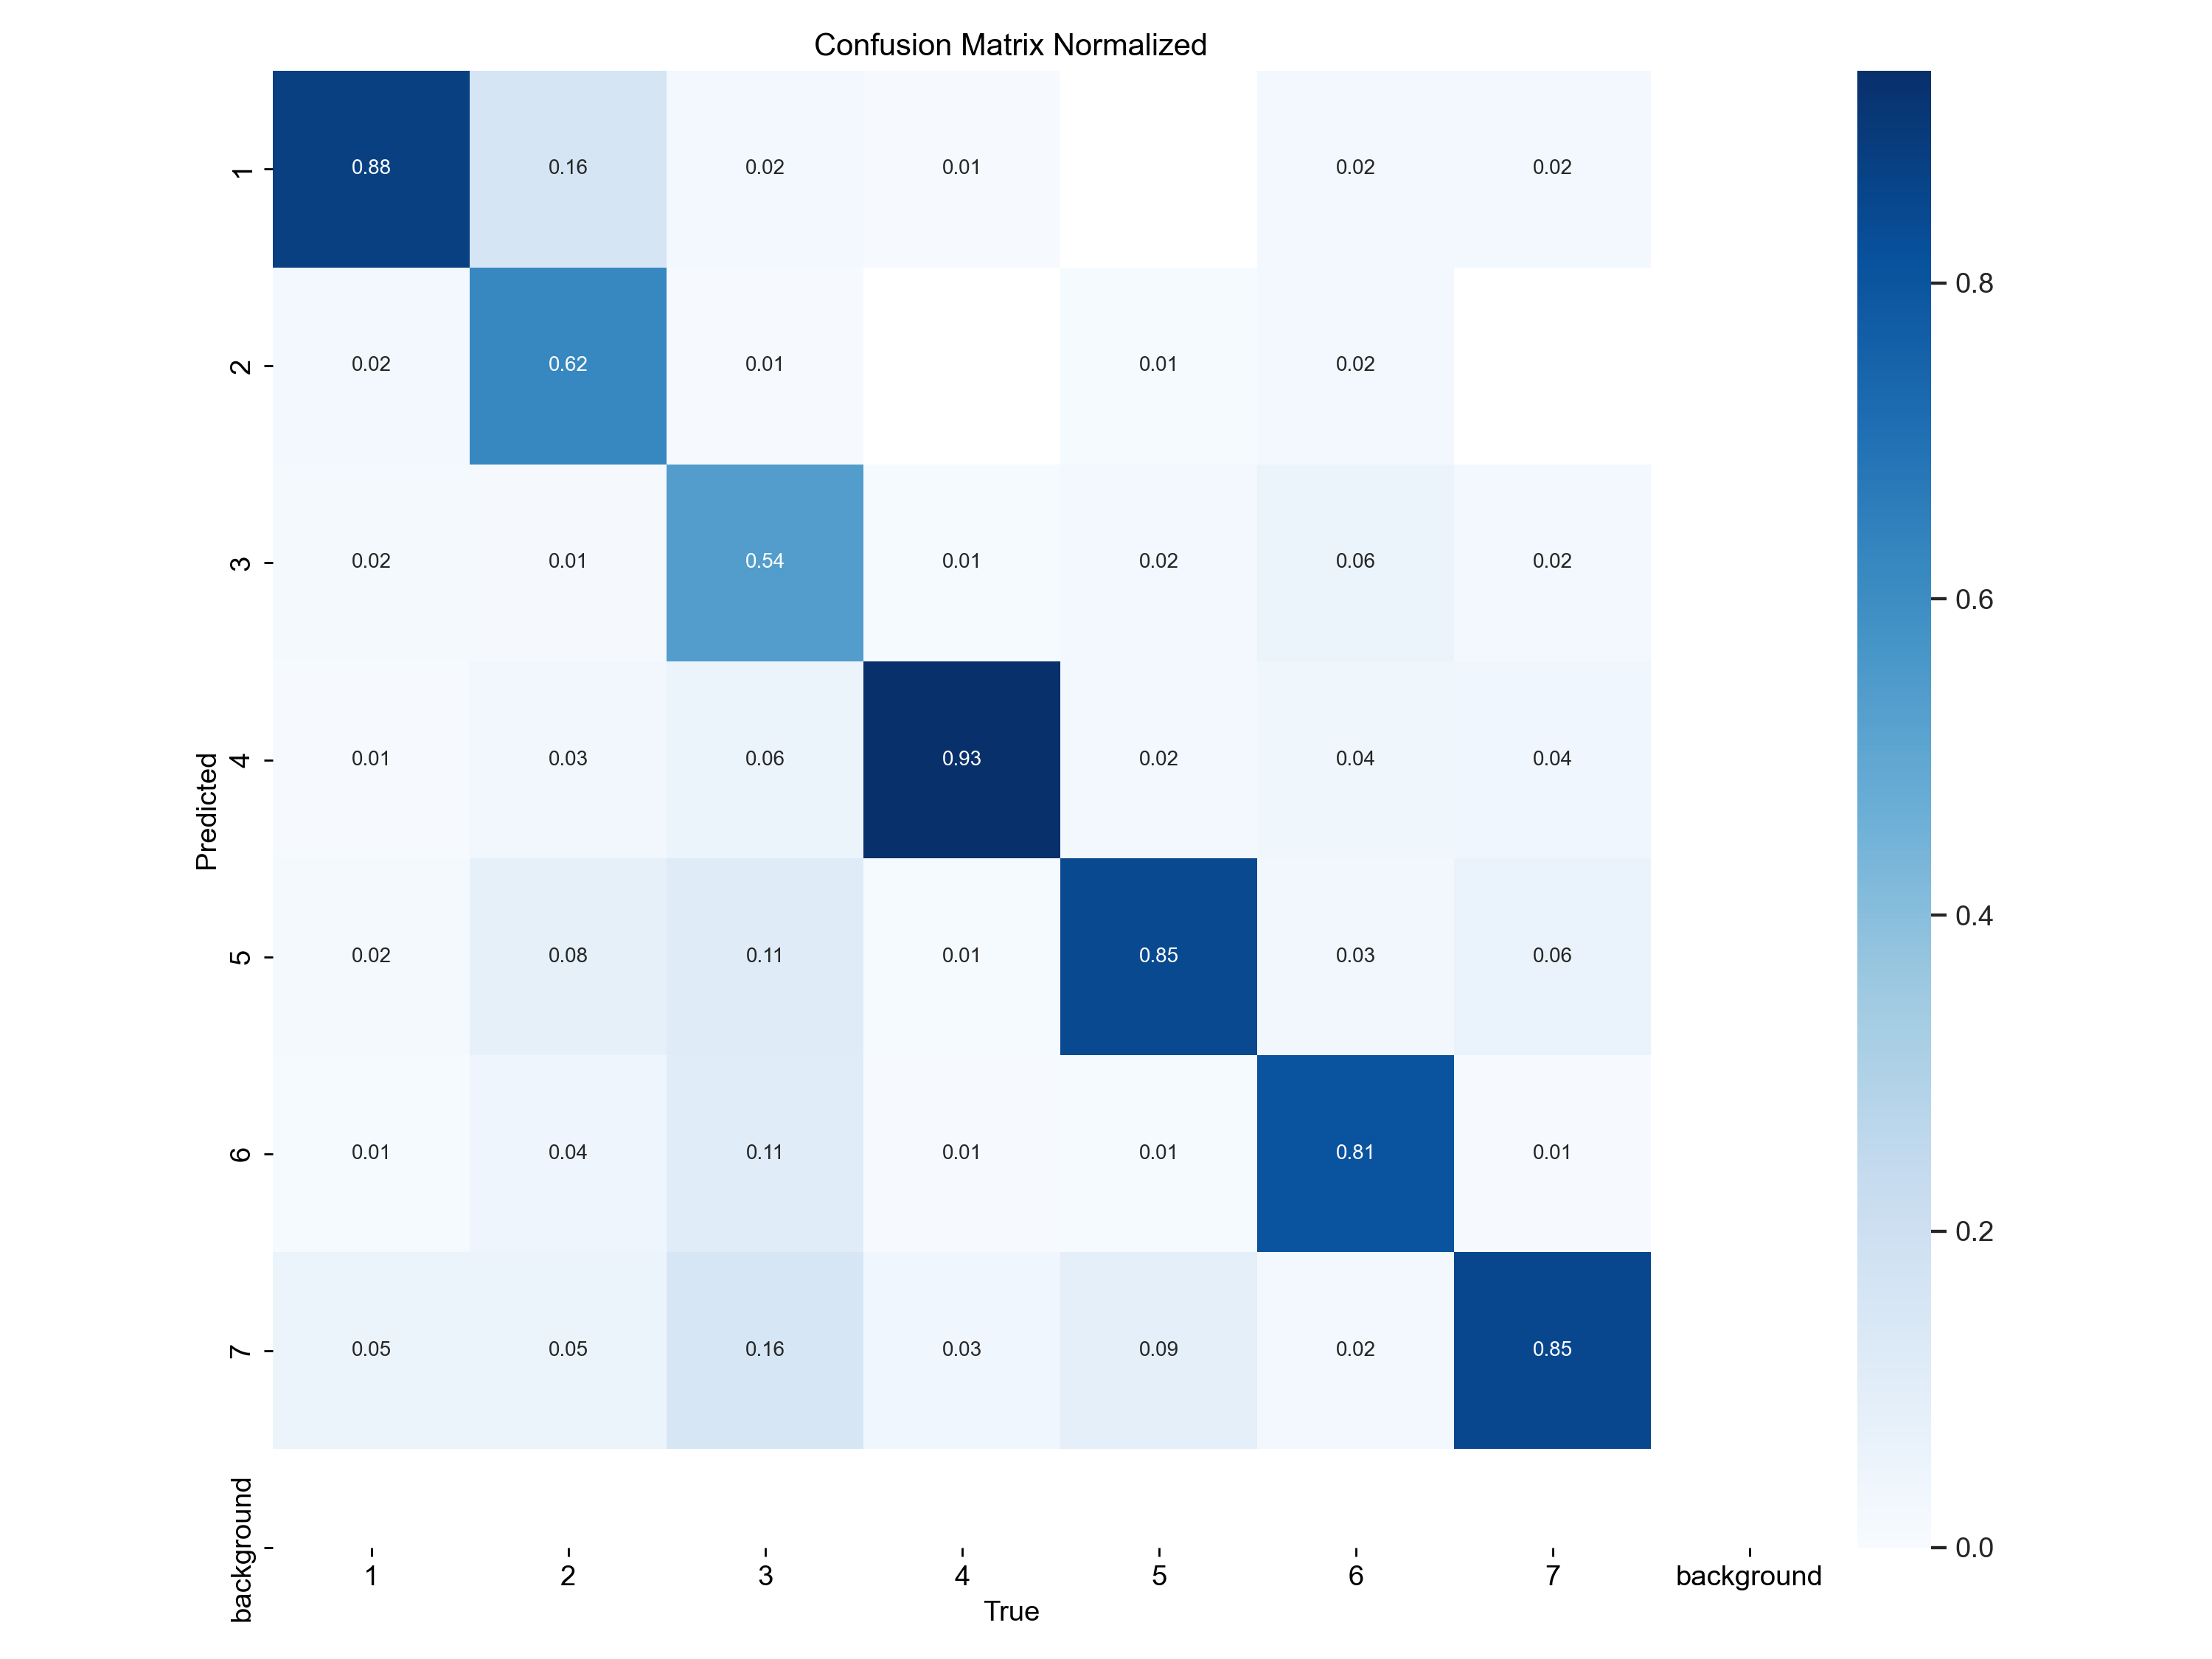 Confusion Matrix Normalized
1 0.88 0.16 0.02 0.01 0.02 0.02
2 0.02 0.62 0.01 0.01 0.02
3 0.02 0.01 0.54 0.01 0.02 0.06 0.02
4 0.01 0.03 0.06 0.93 0.02 0.04 0.04
5 0.02 0.08 0.11 0.01 0.85 0.03 0.06
6 0.01 0.04 0.11 0.01 0.01 0.81 0.01
7 0.05 0.05 0.16 0.03 0.09 0.02 0.85
background
Predicted
1 2 3 4 5 6 7 background
True
0.8
0.6
0.4
0.2
0.0